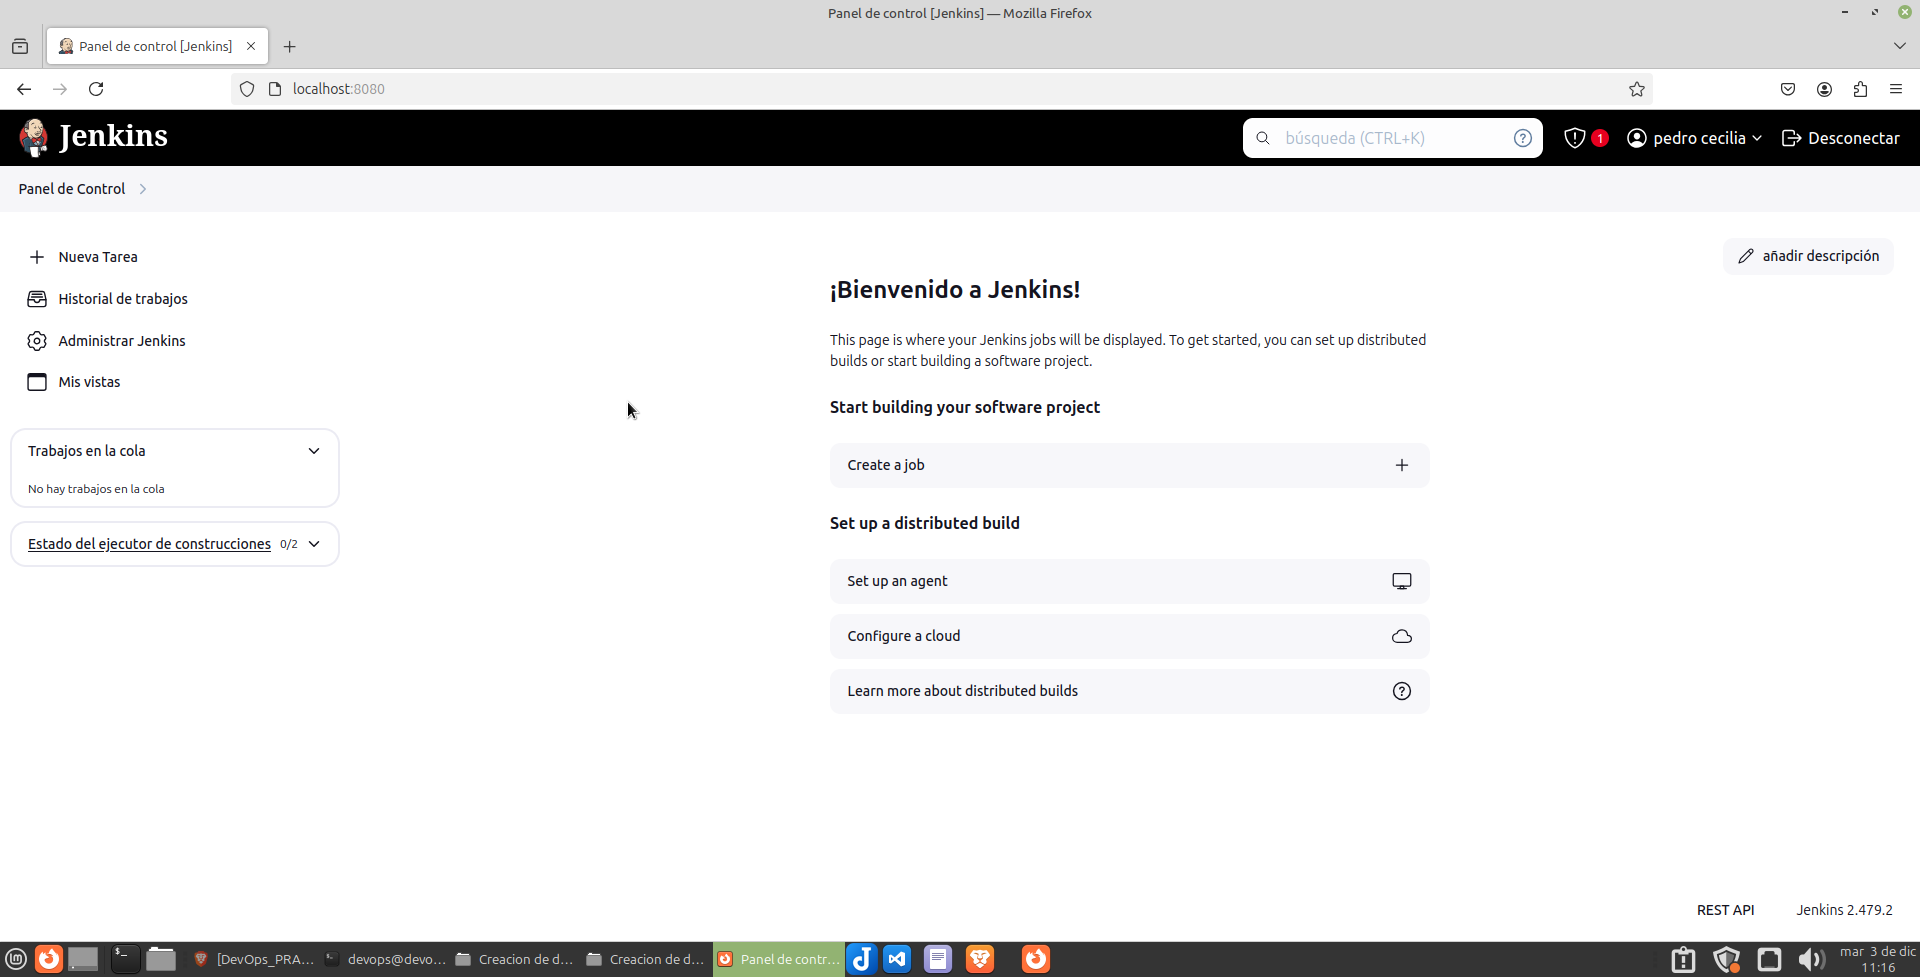 Panel de control [Jenkins] — Mozilla Firefox
Panel de control [Jenkins]
localhost:8080
Jenkins
búsqueda (CTRL+K)
1
pedro cecilia
Desconectar
Panel de Control
Nueva Tarea
Historial de trabajos
Administrar Jenkins
Mis vistas
Trabajos en la cola
No hay trabajos en la cola
Estado del ejecutor de construcciones 0/2
añadir descripción
¡Bienvenido a Jenkins!
This page is where your Jenkins jobs will be displayed. To get started, you can set up distributed
builds or start building a software project.
Start building your software project
Create a job
Set up a distributed build
Set up an agent
Configure a cloud
Learn more about distributed builds
REST API
Jenkins 2.479.2
[DevOps_PRA...
devops@devo...
Creacion de d...
Creacion de d...
Panel de contr...
mar 3 de dic
11:16